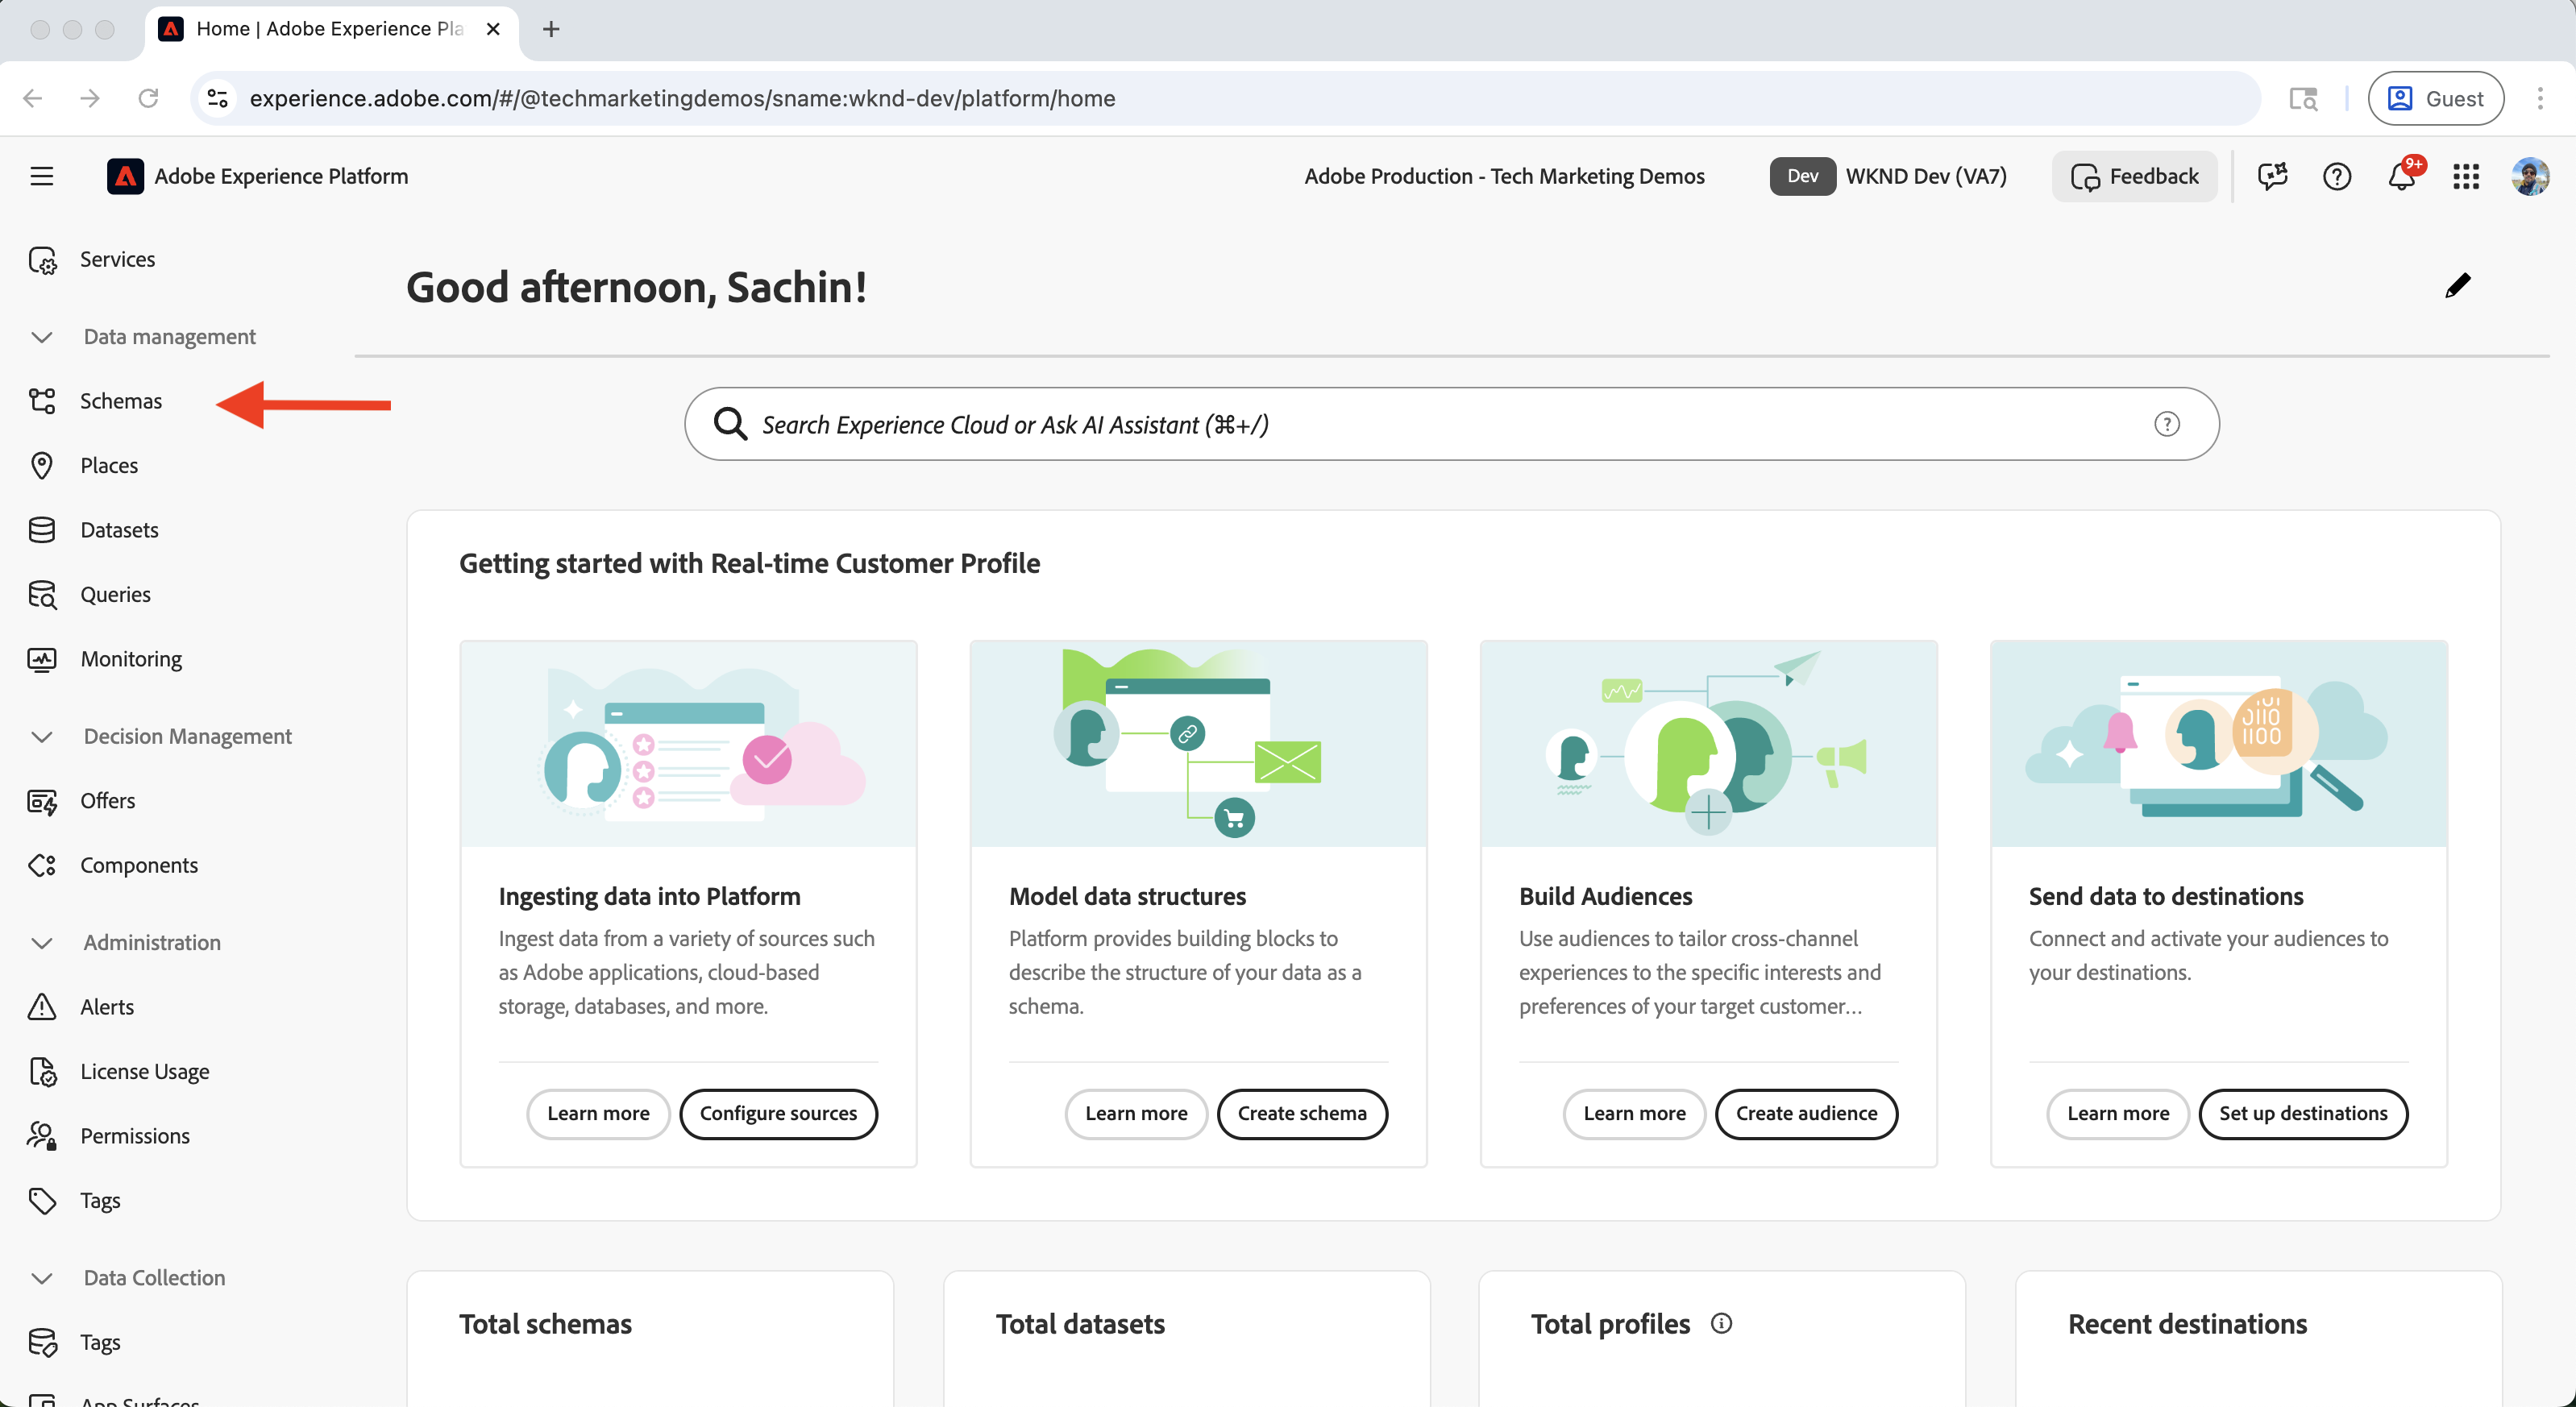 Home | Adobe Experience Pla
experience.adobe.com/#/@techmarketingdemos/sname:wknd-dev/platform/home
Guest
Adobe Experience Platform
Adobe Production - Tech Marketing Demos
Dev
WKND Dev (VA7)
Feedback
9+
Services
Data management
Schemas
Places
Datasets
Queries
Monitoring
Decision Management
Offers
Components
Administration
Alerts
License Usage
Permissions
Tags
Data Collection
Tags
App Surfaces
Good afternoon, Sachin!
Search Experience Cloud or Ask AI Assistant (⌘+/)
Getting started with Real-time Customer Profile
Ingesting data into Platform
Ingest data from a variety of sources such
as Adobe applications, cloud-based
storage, databases, and more.
Learn more
Configure sources
Model data structures
Platform provides building blocks to
describe the structure of your data as a
schema.
Learn more
Create schema
Build Audiences
Use audiences to tailor cross-channel
experiences to the specific interests and
preferences of your target customer...
Learn more
Create audience
Send data to destinations
Connect and activate your audiences to
your destinations.
Learn more
Set up destinations
Total schemas
Total datasets
Total profiles
Recent destinations